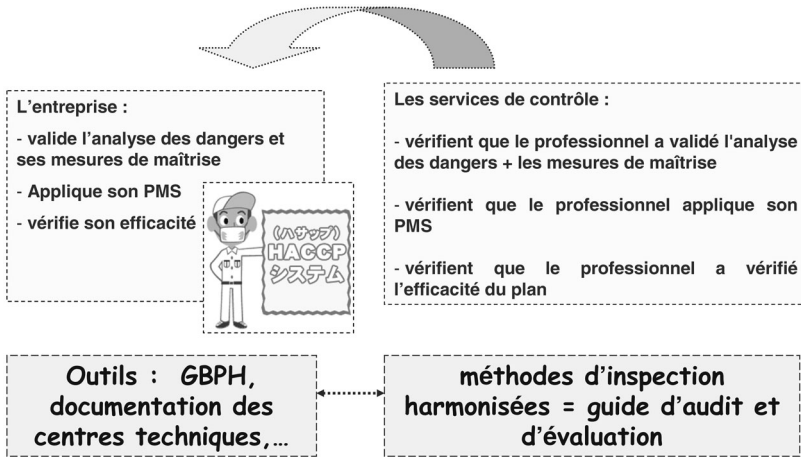 L'entreprise :
- valide l'analyse des dangers et
ses mesures de maîtrise
- Applique son PMS
- vérifie son efficacité
(ハサップ)
HACCP
システム
Les services de contrôle :
- vérifient que le professionnel a validé l'analyse
des dangers + les mesures de maîtrise
- vérifient que le professionnel applique son
PMS
- vérifient que le professionnel a vérifié
l'efficacité du plan
Outils : GBPH,
documentation des
centres techniques,...
méthodes d'inspection
harmonisées = guide d'audit et
d'évaluation